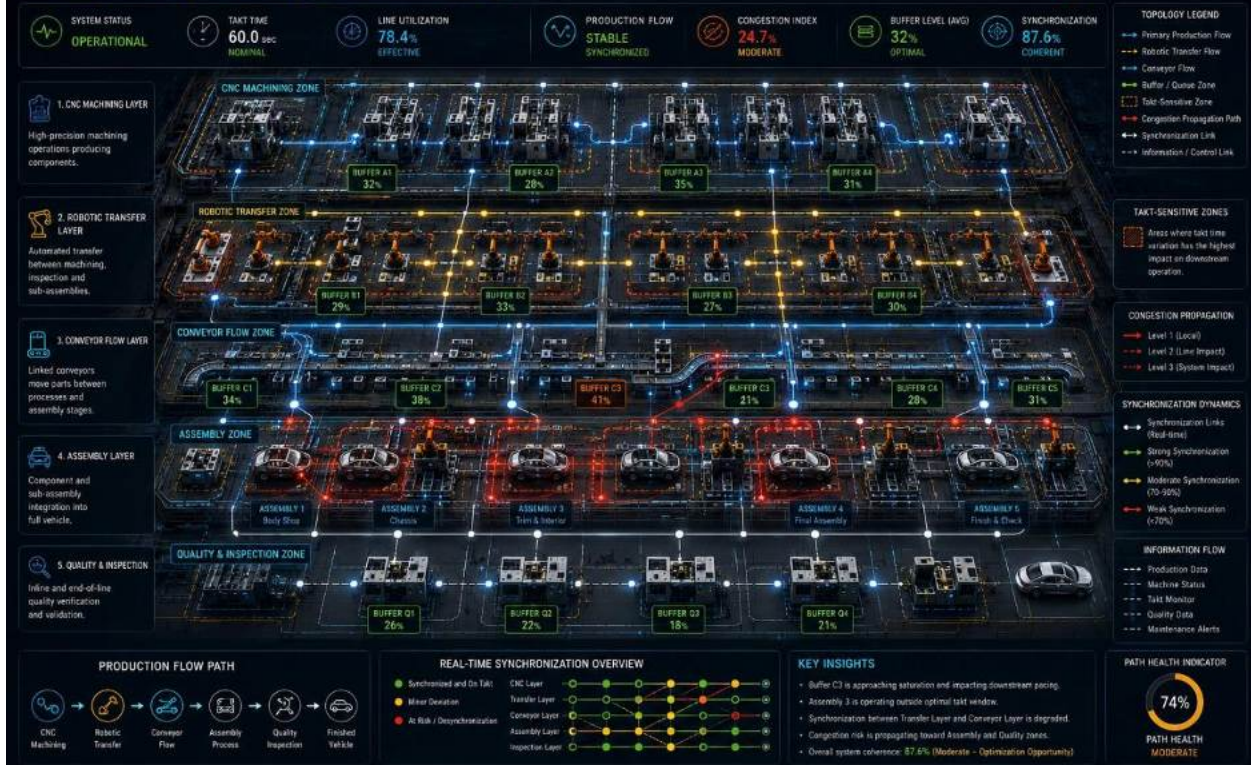 SYSTEM STATUS
OPERATIONAL
TAKT TIME
60.0 sec
NOMINAL
LINE UTILIZATION
78.4%
EFFECTIVE
PRODUCTION FLOW
STABLE
SYNCHRONIZED
CONGESTION INDEX
24.7%
MODERATE
BUFFER LEVEL (AVG)
32%
OPTIMAL
SYNCHRONIZATION
87.6%
COHERENT
TOPOLOGY LEGEND
Primary Production Flow
Robotic Transfer Flow
Conveyor Flow
Buffer / Queue Zone
Takt-Sensitive Zone
Congestion Propagation Path
Synchronization Link
Information / Control Link
1. CNC MACHINING LAYER
High-precision machining
operations producing
components.
CNC MACHINING ZONE
BUFFER A1
32%
BUFFER A2
28%
BUFFER A3
35%
BUFFER A4
31%
2. ROBOTIC TRANSFER
LAYER
Automated transfer
between machining,
inspection and
sub-assemblies.
ROBOTIC TRANSFER ZONE
BUFFER B1
29%
BUFFER B2
33%
BUFFER B3
27%
BUFFER B4
30%
TAKT-SENSITIVE ZONES
Areas where takt time
variation has the highest
impact on downstream
operation.
3. CONVEYOR FLOW LAYER
Linked conveyors
move parts between
processes and
assembly stages.
CONVEYOR FLOW ZONE
BUFFER C1
34%
BUFFER C2
38%
BUFFER C3
41%
BUFFER C3
21%
BUFFER C4
28%
BUFFER C5
31%
CONGESTION PROPAGATION
Level 1 (Local)
Level 2 (Line Impact)
Level 3 (System Impact)
4. ASSEMBLY LAYER
Component and
sub-assembly
integration into
full vehicle.
ASSEMBLY ZONE
ASSEMBLY 1
Body Shop
ASSEMBLY 2
Chassis
ASSEMBLY 3
Trim & Interior
ASSEMBLY 4
Final Assembly
ASSEMBLY 5
Finish & Check
SYNCHRONIZATION DYNAMICS
Synchronization Links
(Real-time)
Strong Synchronization
(>90%)
Moderate Synchronization
(70-90%)
Weak Synchronization
(<70%)
5. QUALITY & INSPECTION
Inline and end-of-line
quality verification
and validation.
QUALITY & INSPECTION ZONE
BUFFER Q1
26%
BUFFER Q2
22%
BUFFER Q3
18%
BUFFER Q4
21%
INFORMATION FLOW
Production Data
Machine Status
Takt Monitor
Quality Data
Maintenance Alerts
PRODUCTION FLOW PATH
CNC
Machining
Robotic
Transfer
Conveyor
Flow
Assembly
Process
Quality
Inspection
Finished
Vehicle
REAL-TIME SYNCHRONIZATION OVERVIEW
Synchronized and On Takt
Minor Deviation
At Risk / Desynchronization
CNC Layer
Transfer Layer
Conveyor Layer
Assembly Layer
Inspection Layer
KEY INSIGHTS
• Buffer C3 is approaching saturation and impacting downstream pacing.
• Assembly 3 is operating outside optimal takt window.
• Synchronization between Transfer Layer and Conveyor Layer is degraded.
• Congestion risk is propagating toward Assembly and Quality zones.
• Overall system coherence: 87.6% (Moderate - Optimization Opportunity)
PATH HEALTH INDICATOR
74%
PATH HEALTH
MODERATE